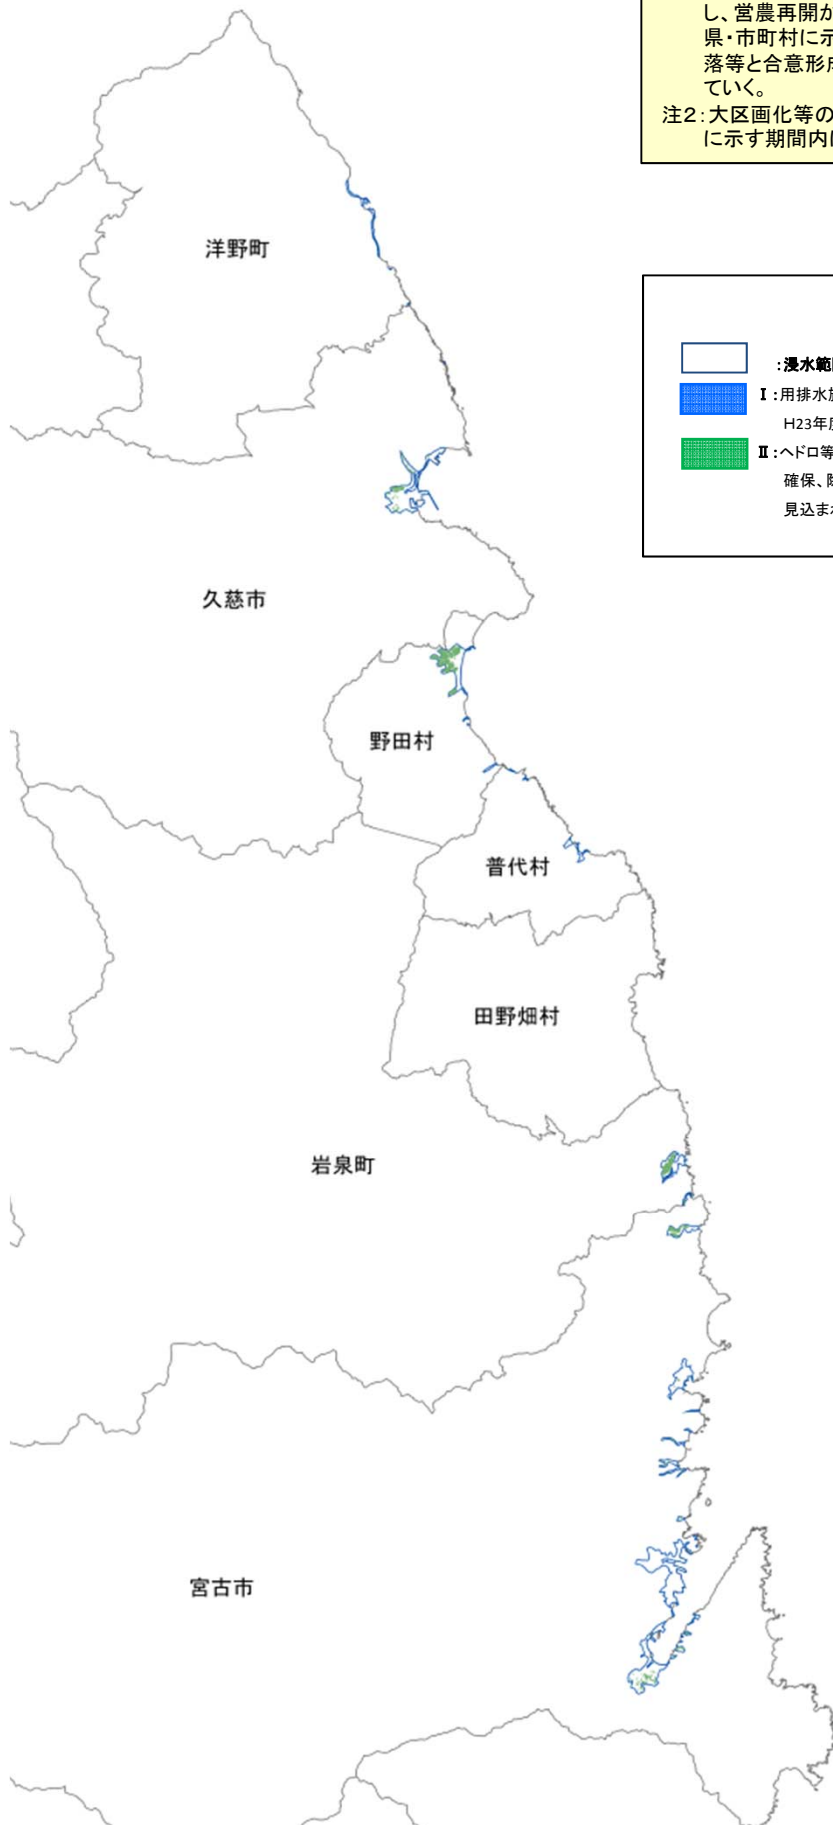 し、営農再開が
県・市町村に示
落等と合意形成
ていく。
注2:大区画化等の
に示す期間内に
洋野町
:浸水範囲
Ⅰ:用排水施
H23年度
Ⅱ:ヘドロ等
確保、除
見込まれ
久慈市
野田村
普代村
田野畑村
岩泉町
宮古市